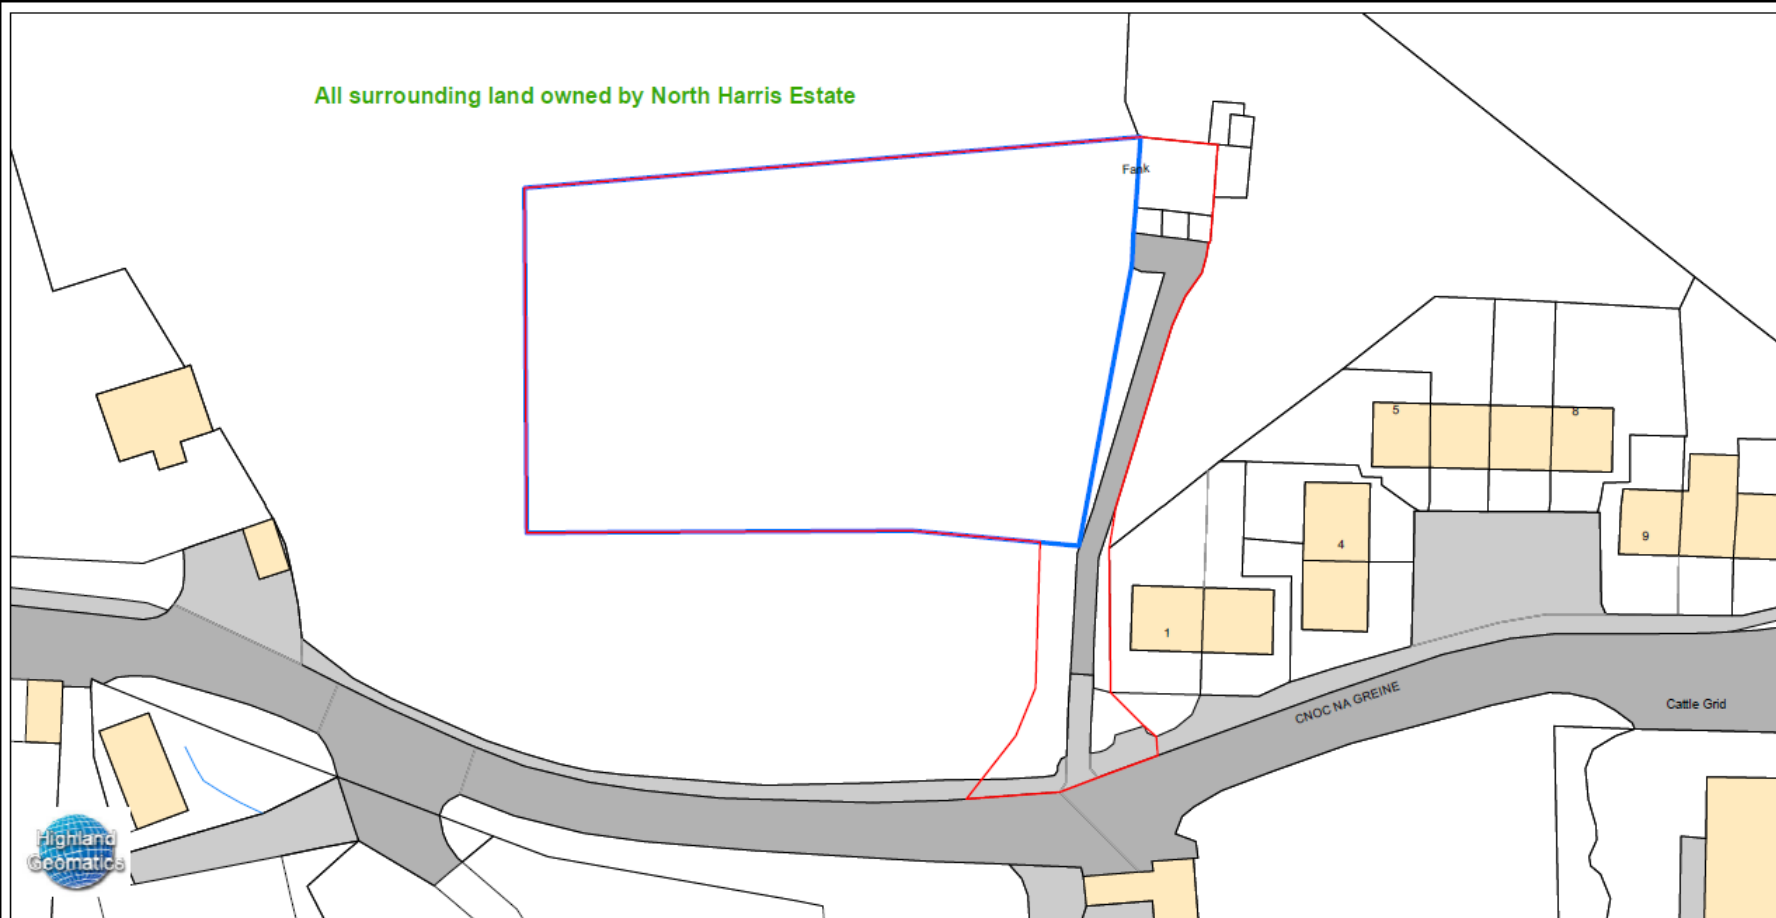 All surrounding land owned by North Harris Estate
Fank
5
8
9
4
1
CNOC NA GREINE
Cattle Grid
Highland
Geomatics